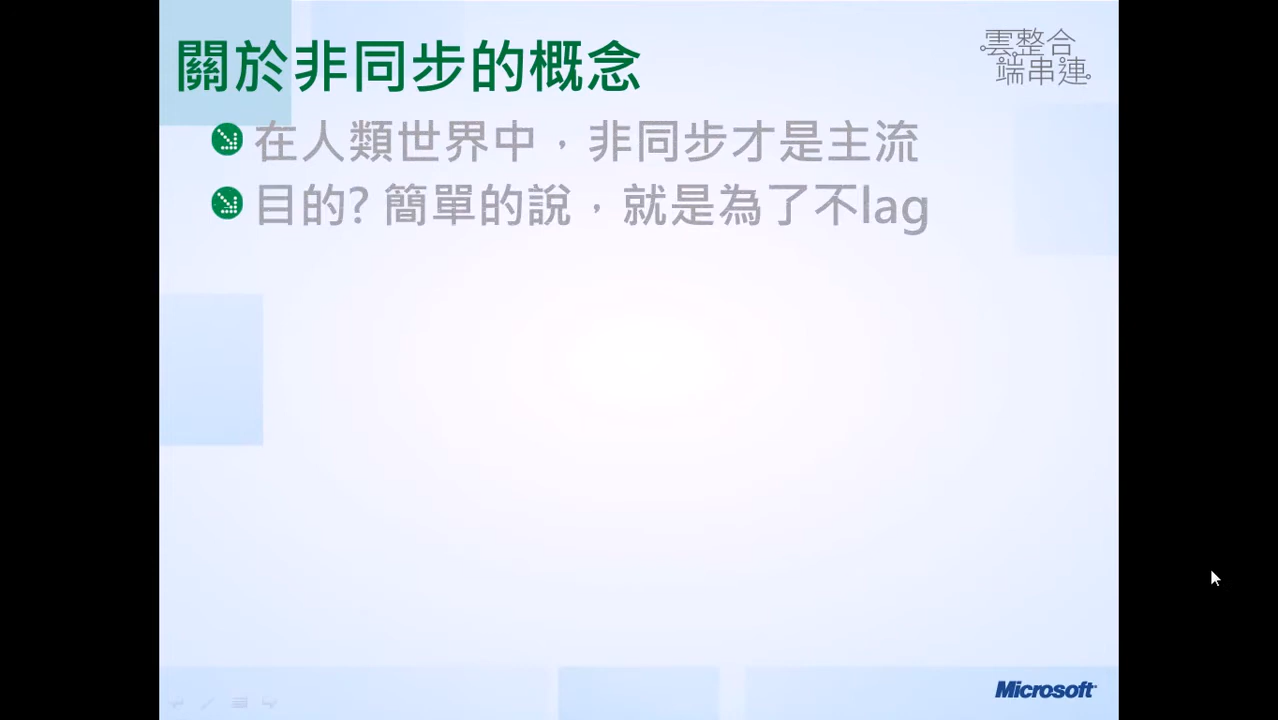 關於非同步的概念
雲整合
端串連
在人類世界中，非同步才是主流
目的? 簡單的說，就是為了不lag
Microsoft